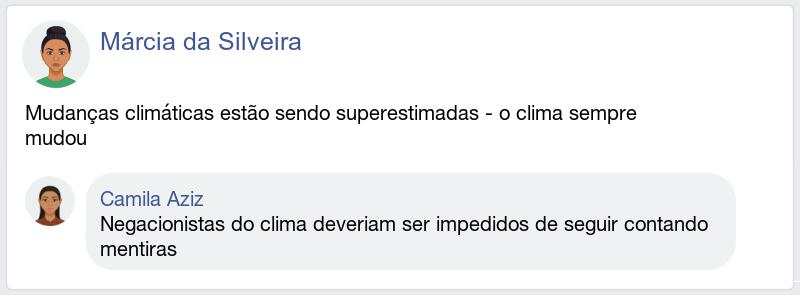 Márcia da Silveira
Mudanças climáticas estão sendo superestimadas - o clima sempre
mudou
Camila Aziz
Negacionistas do clima deveriam ser impedidos de seguir contando
mentiras